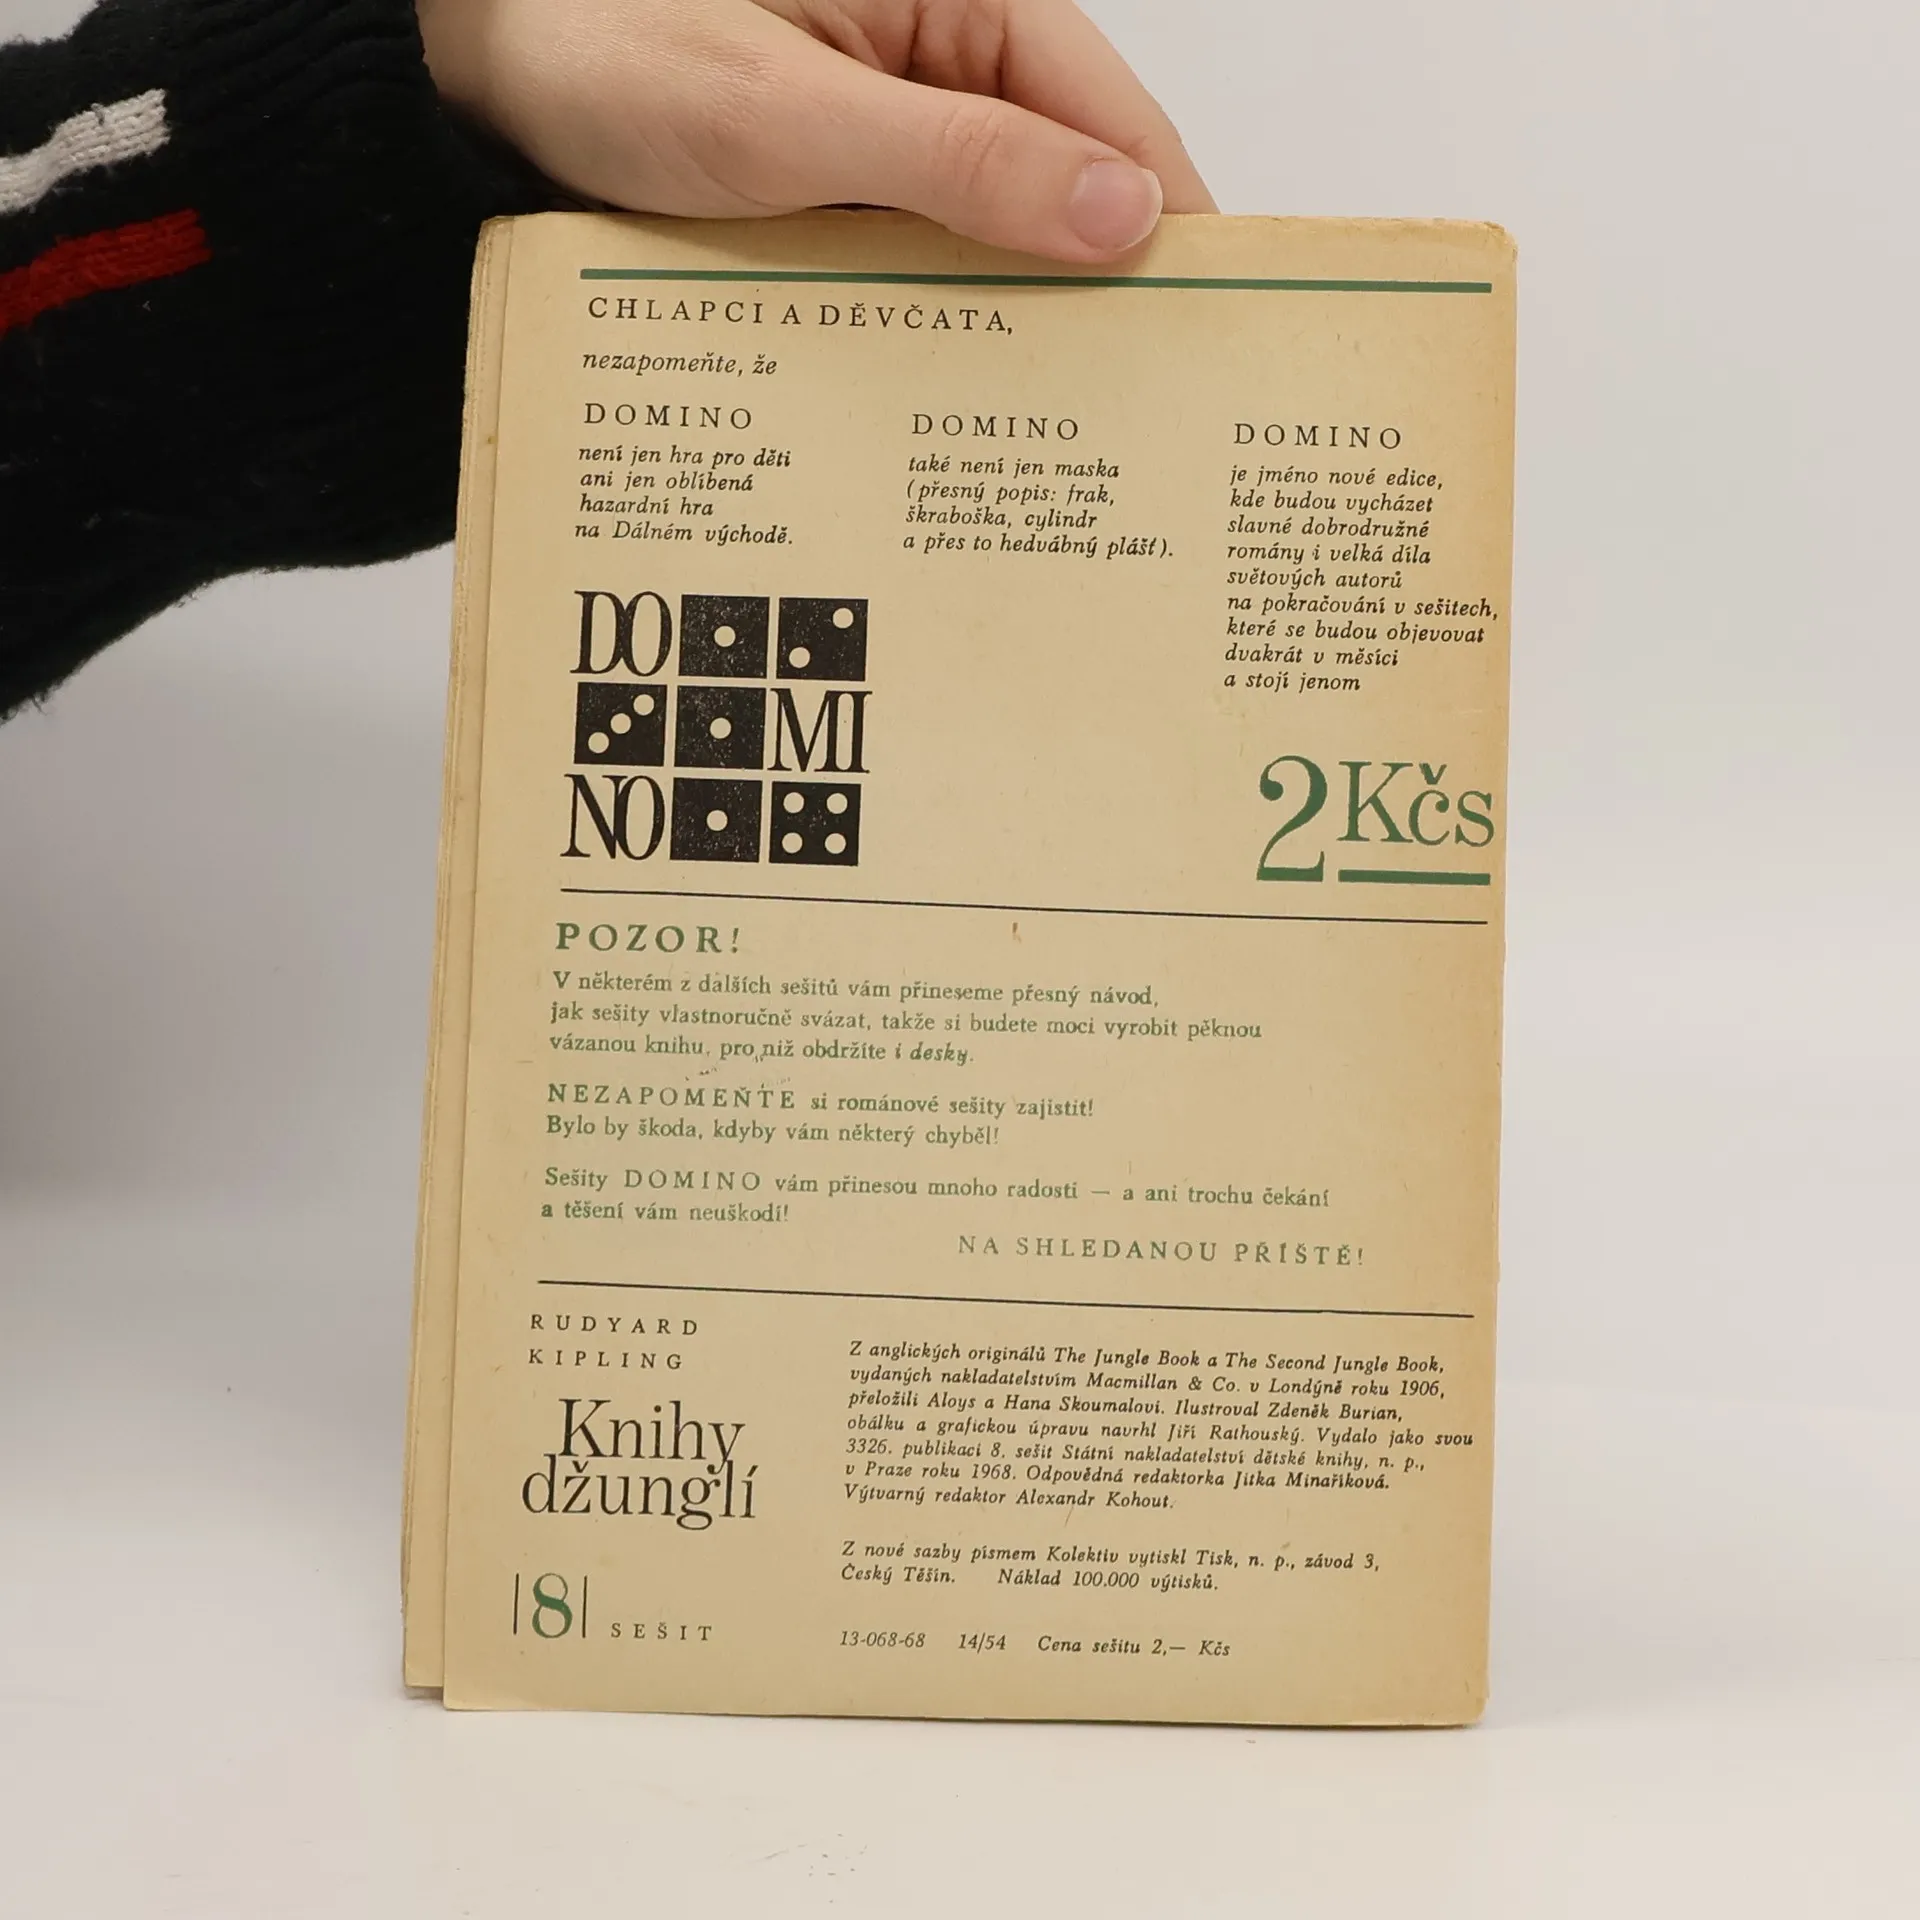 CHLAPCI A DĚVČATA,
nezapomeňte, že
DOMINO
není jen hra pro děti
ani jen oblíbená
hazardní hra
na Dálném východě.
DOMINO
také není jen maska
(přesný popis: frak,
škraboška, cylindr
a přes to hedvábný plášť).
DOMINO
je jméno nové edice,
kde budou vycházet
slavné dobrodružné
romány i velká díla
světových autorů
na pokračování v sešitech,
které se budou objevovat
dvakrát v měsíci
a stojí jenom
DO
MI
NO
2 Kčs
POZOR!
V některém z dalších sešitů vám přineseme přesný návod,
jak sešity vlastnoručně svázat, takže si budete moci vyrobit pěknou
vázanou knihu, pro niž obdržíte i desky.
NEZAPOMEŇTE si románové sešity zajistit!
Bylo by škoda, kdyby vám některý chyběl!
Sešity DOMINO vám přinesou mnoho radosti — a ani trochu čekání
a těšení vám neuškodí!
NA SHLEDANOU PŘÍŠTĚ!
RUDYARD
KIPLING
Knihy
džunglí
|8| SEŠIT
Z anglických originálů The Jungle Book a The Second Jungle Book,
vydaných nakladatelstvím Macmillan & Co. v Londýně roku 1906,
přeložili Aloys a Hana Skoumalovi. Ilustroval Zdeněk Burian,
obálku a grafickou úpravu navrhl Jiří Rathouský. Vydalo jako svou
3326. publikaci 8. sešit Státní nakladatelství dětské knihy, n. p.,
v Praze roku 1968. Odpovědná redaktorka Jitka Minaříková.
Výtvarný redaktor Alexandr Kohout.
Z nové sazby písmem Kolektiv vytiskl Tisk, n. p., závod 3,
Český Těšín. Náklad 100.000 výtisků.
13-068-68 14/54 Cena sešitu 2,— Kčs